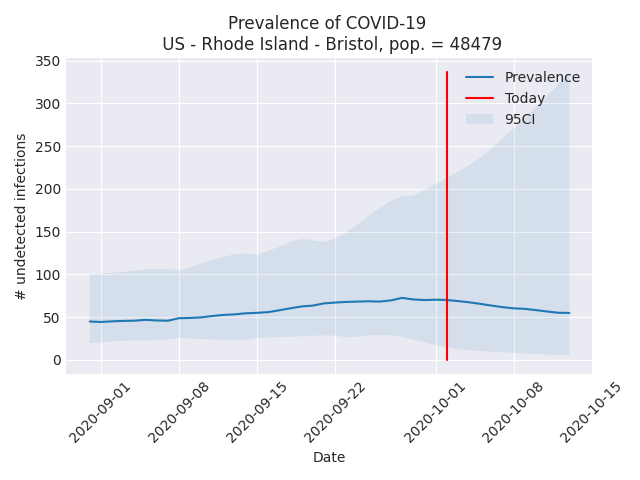 Prevalence of COVID-19
US - Rhode Island - Bristol, pop. = 48479
350
300
250
200
150
100
50
0
# undetected infections
Prevalence
Today
95CI
2020-09-01
2020-09-08
2020-09-15
2020-09-22
2020-10-01
2020-10-08
2020-10-15
Date